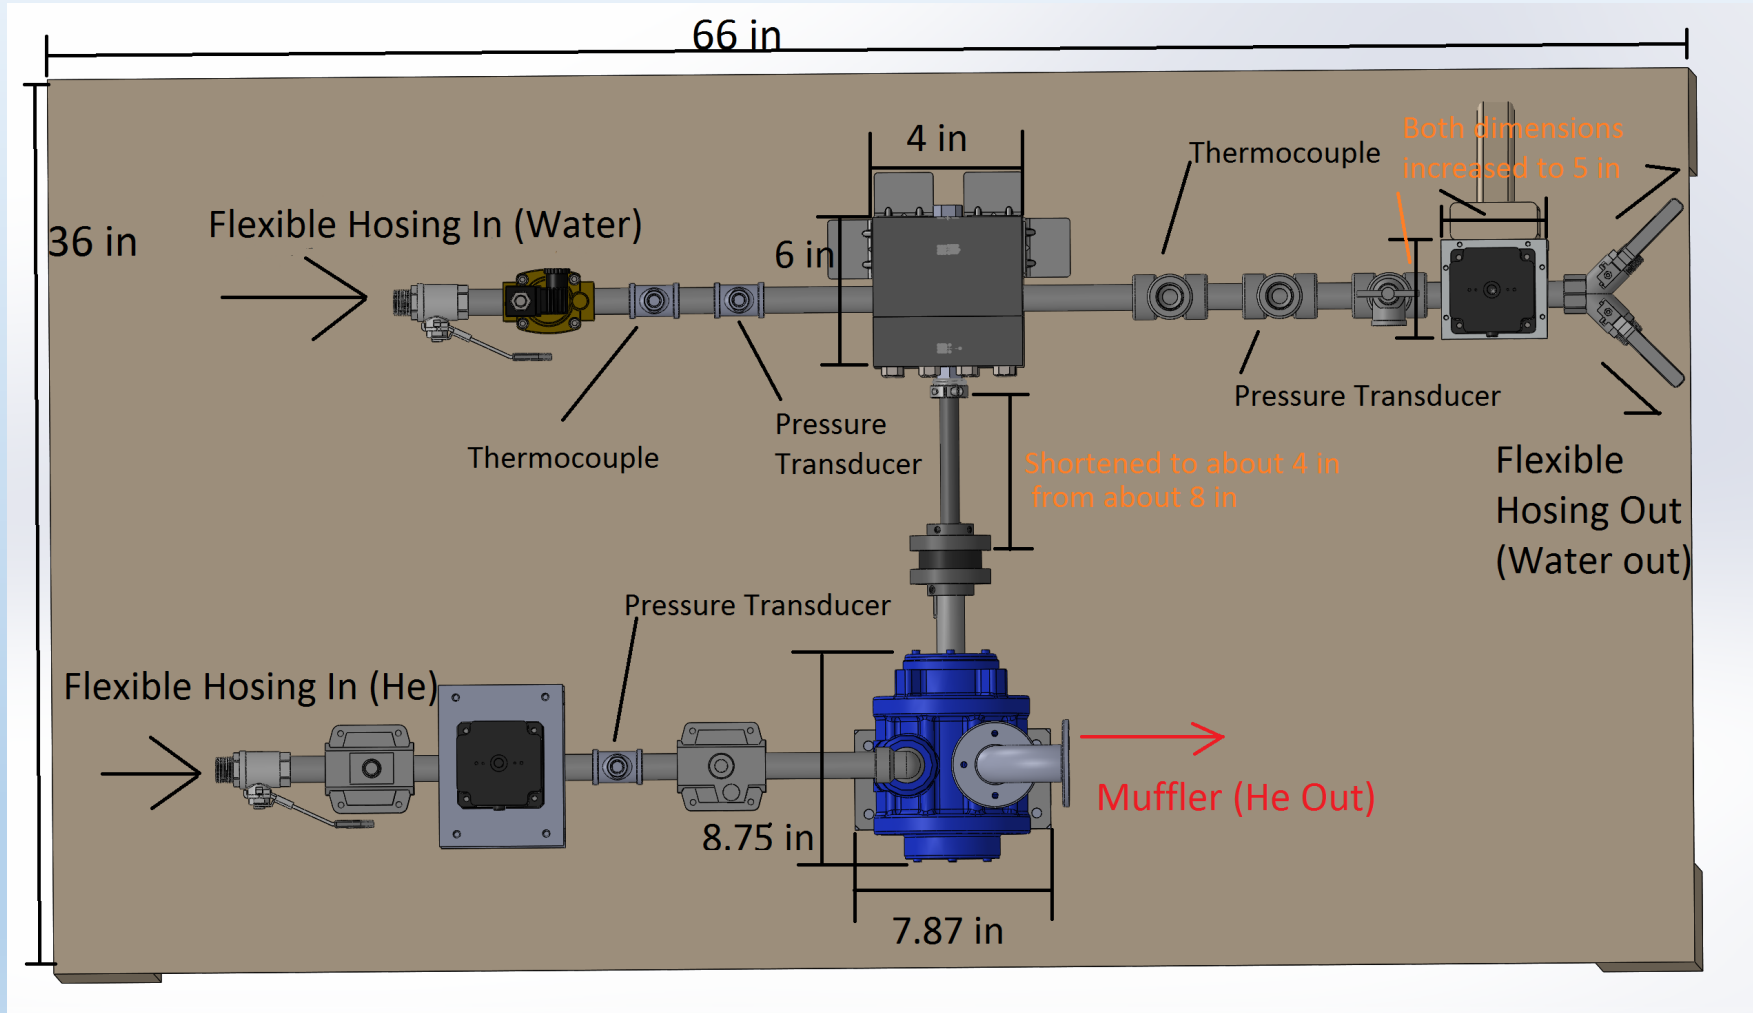 66 in
4 in
Both dimensions
increased to 5 in
Thermocouple
Flexible Hosing In (Water)
36 in
6 in
Pressure Transducer
Pressure
Transducer
Thermocouple
Shortened to about 4 in
from about 8 in
Flexible
Hosing Out
(Water out)
Pressure Transducer
Flexible Hosing In (He)
Muffler (He Out)
8.75 in
7.87 in